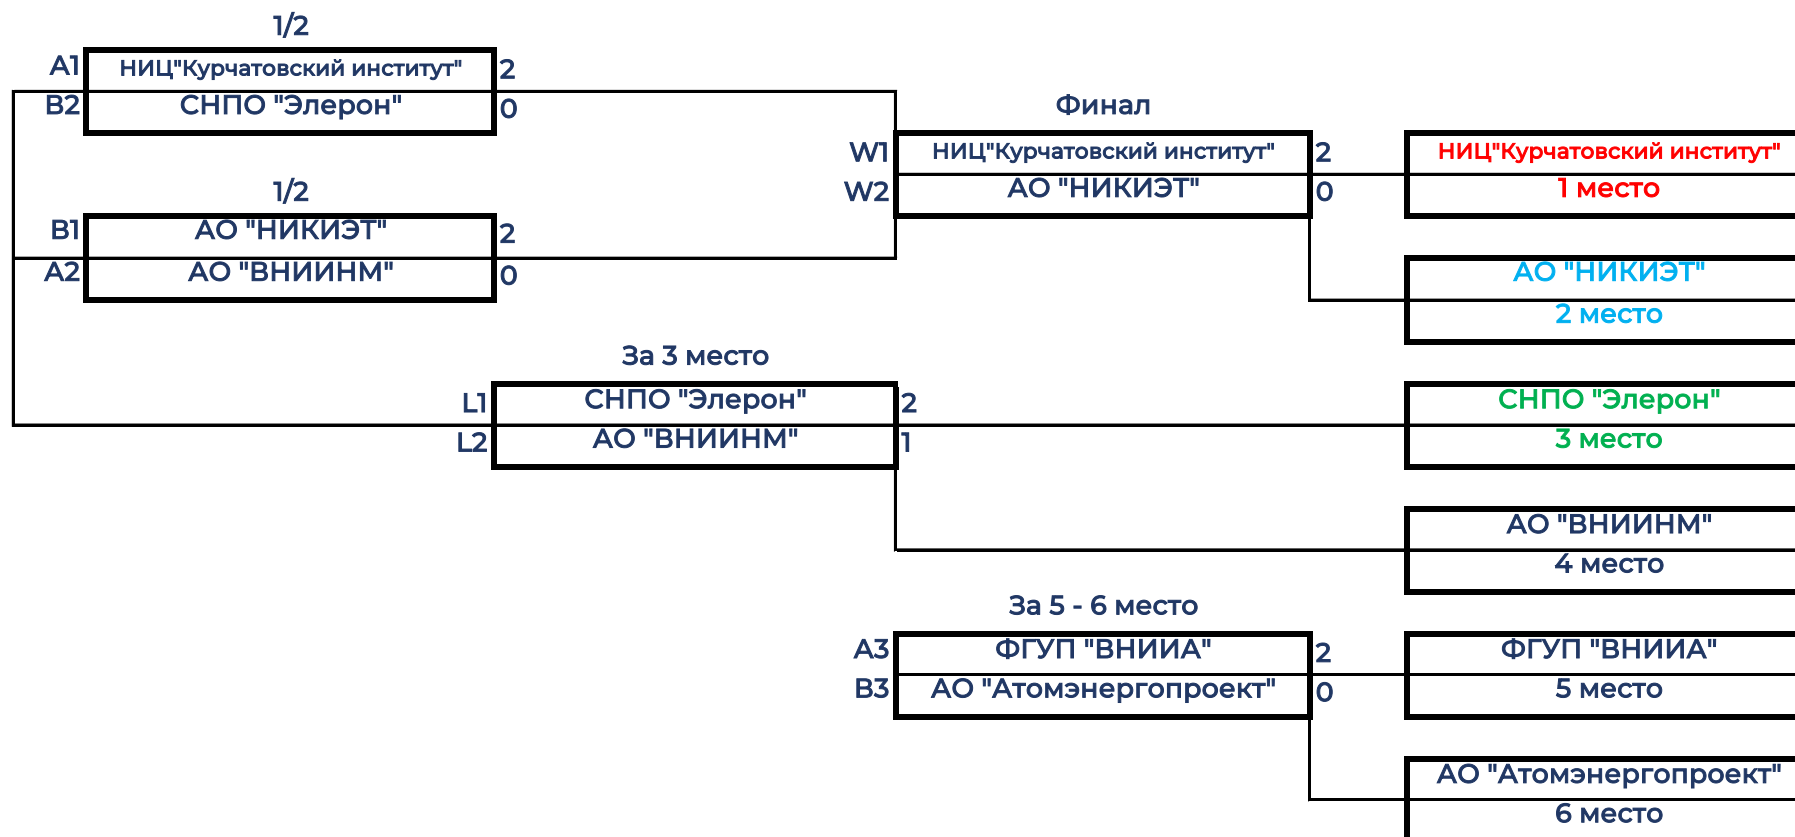 1/2
A1 НИЦ"Курчатовский институт" 2
B2 СНПО "Элерон" 0
Финал
W1 НИЦ"Курчатовский институт" 2 НИЦ"Курчатовский институт"
W2 АО "НИКИЭТ" 0 1 место
1/2
B1 АО "НИКИЭТ" 2
A2 АО "ВНИИНМ" 0 АО "НИКИЭТ"
2 место
За 3 место
L1 СНПО "Элерон" 2 СНПО "Элерон"
L2 АО "ВНИИНМ" 1 3 место
АО "ВНИИНМ"
4 место
За 5 - 6 место
A3 ФГУП "ВНИИА" 2 ФГУП "ВНИИА"
B3 АО "Атомэнергопроект" 0 5 место
АО "Атомэнергопроект"
6 место